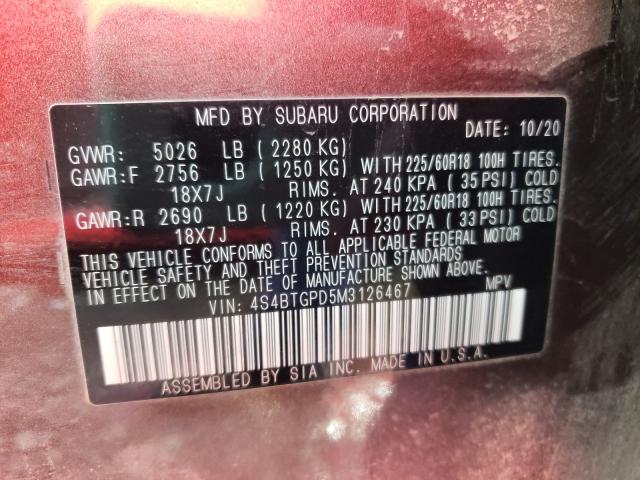 MFD BY SUBARU CORPORATION
DATE: 10/20
GVWR: 5026 LB ( 2280 KG)
GAWR:F 2756 LB ( 1250 KG) WITH 225/60R18 100H TIRES.
18X7J RIMS. AT 240 KPA ( 35 PSI) COLD
GAWR:R 2690 LB ( 1220 KG) WITH 225/60R18 100H TIRES.
18X7J RIMS. AT 230 KPA ( 33 PSI) COLD
THIS VEHICLE CONFORMS TO ALL APPLICABLE FEDERAL MOTOR
VEHICLE SAFETY AND THEFT PREVENTION STANDARDS
IN EFFECT ON THE DATE OF MANUFACTURE SHOWN ABOVE.
VIN: 4S4BTGPD5M3126467 MPV
ASSEMBLED BY SIA INC. MADE IN U.S.A.